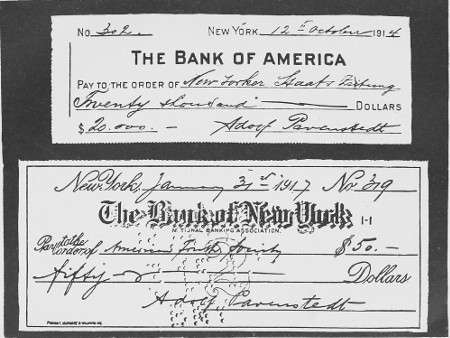 No. 302. NEW YORK, 12th October 1914
THE BANK OF AMERICA
PAY TO THE ORDER OF New Yorker Staats Zeitung
Twenty thousand DOLLARS
$20.000.– Adolf Pavenstedt
New York, January 31st 1917 No. 319
The Bank of New York 1-1
NATIONAL BANKING ASSOCIATION.
Pay to the order of American Truth Society $50.–
fifty Dollars
Adolf Pavenstedt